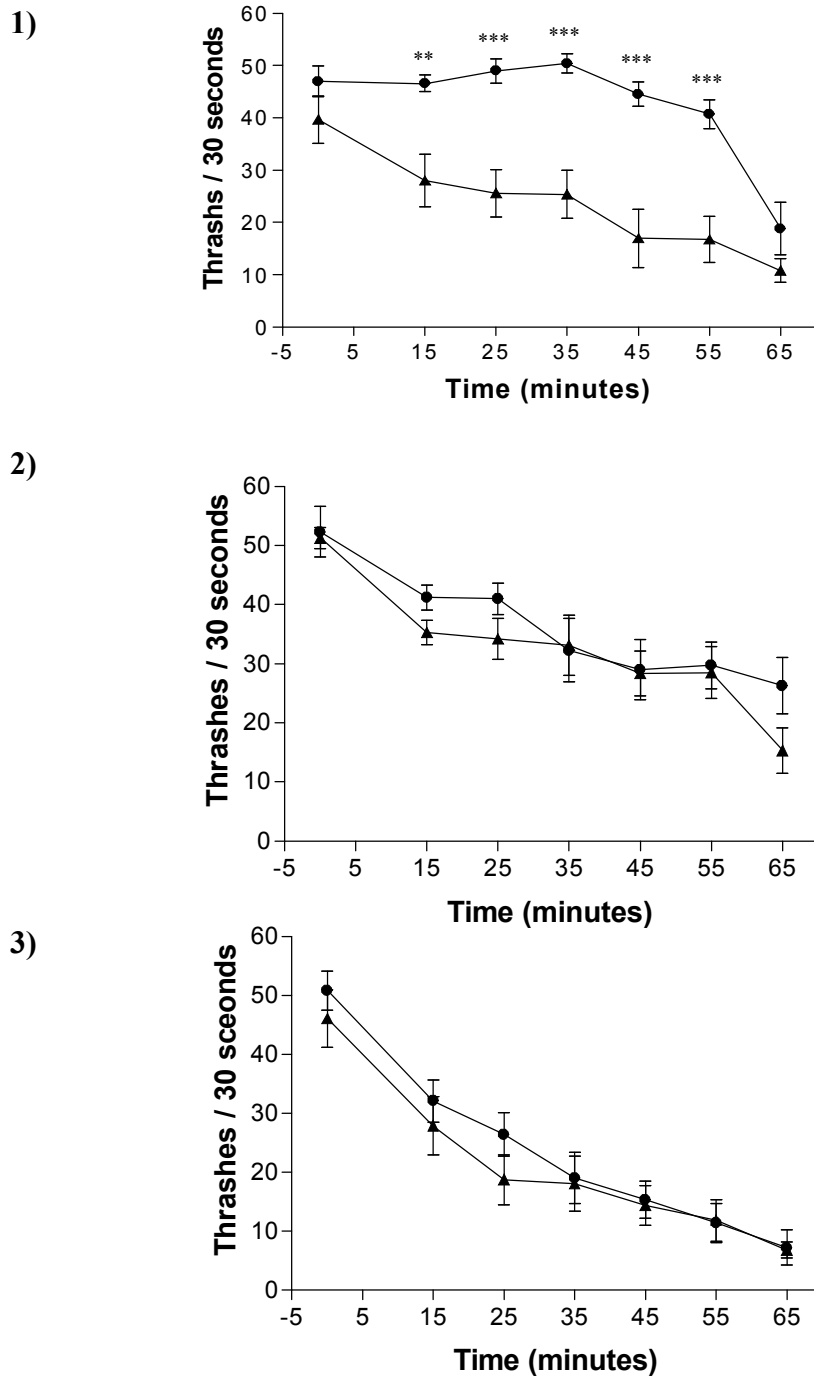 1)
** *** *** *** ***
60
50
40
30
20
10
0
Thrashs / 30 seconds
-5 5 15 25 35 45 55 65
Time (minutes)
2)
60
50
40
30
20
10
0
Thrashes / 30 seconds
-5 5 15 25 35 45 55 65
Time (minutes)
3)
60
50
40
30
20
10
0
Thrashes / 30 sceonds
-5 5 15 25 35 45 55 65
Time (minutes)